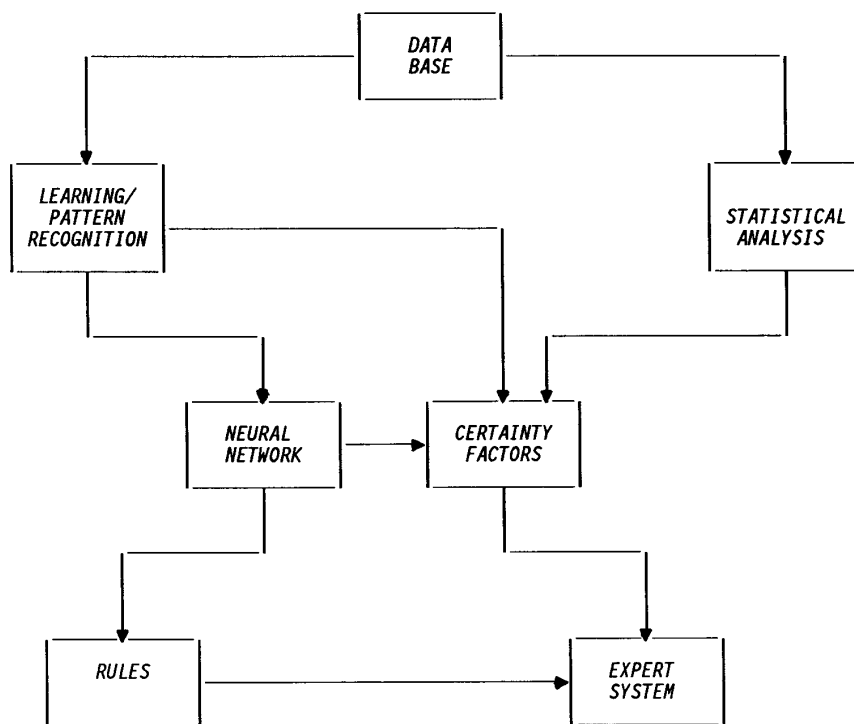 DATA
BASE
LEARNING/
PATTERN
RECOGNITION
STATISTICAL
ANALYSIS
NEURAL
NETWORK
CERTAINTY
FACTORS
RULES
EXPERT
SYSTEM